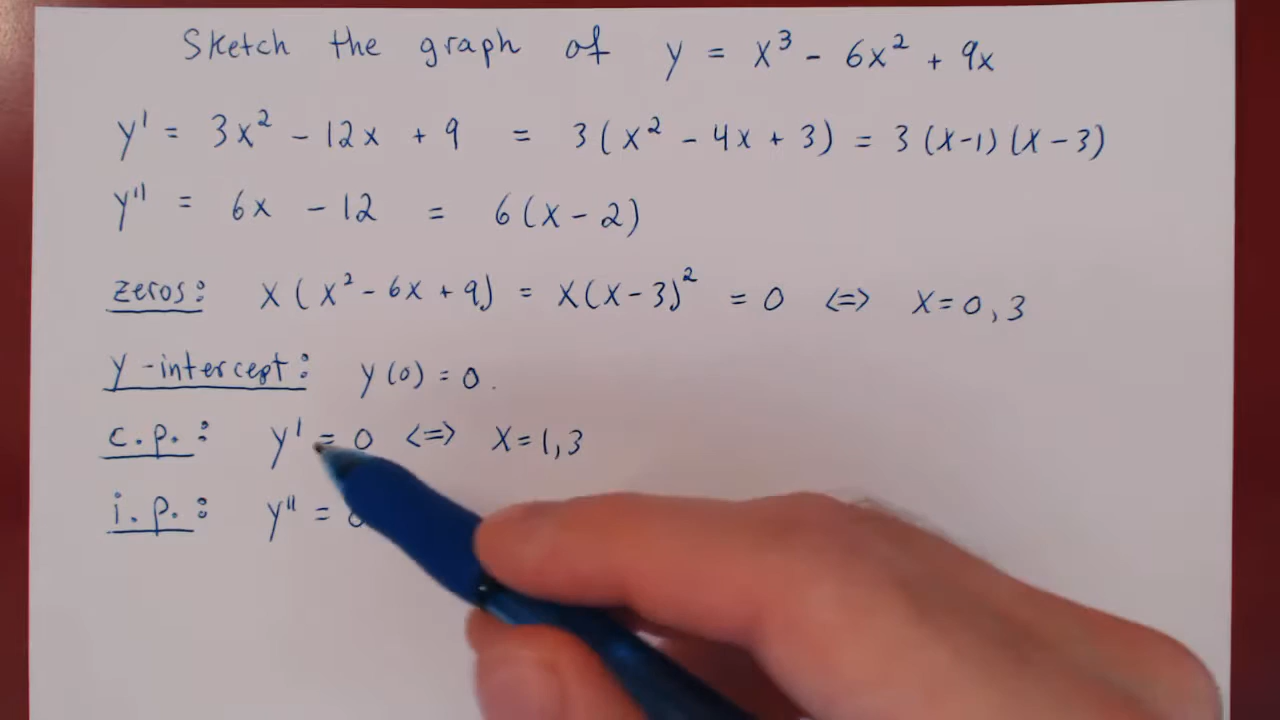 Sketch the graph of y = x³ - 6x² + 9x
y' = 3x² - 12x + 9 = 3(x² - 4x + 3) = 3(x-1)(x-3)
y'' = 6x - 12 = 6(x-2)
zeros: x(x² - 6x + 9) = x(x-3)² = 0 <=> x = 0, 3
y-intercept: y(0) = 0.
c.p.: y' = 0 <=> x = 1, 3
i.p.: y'' = 0